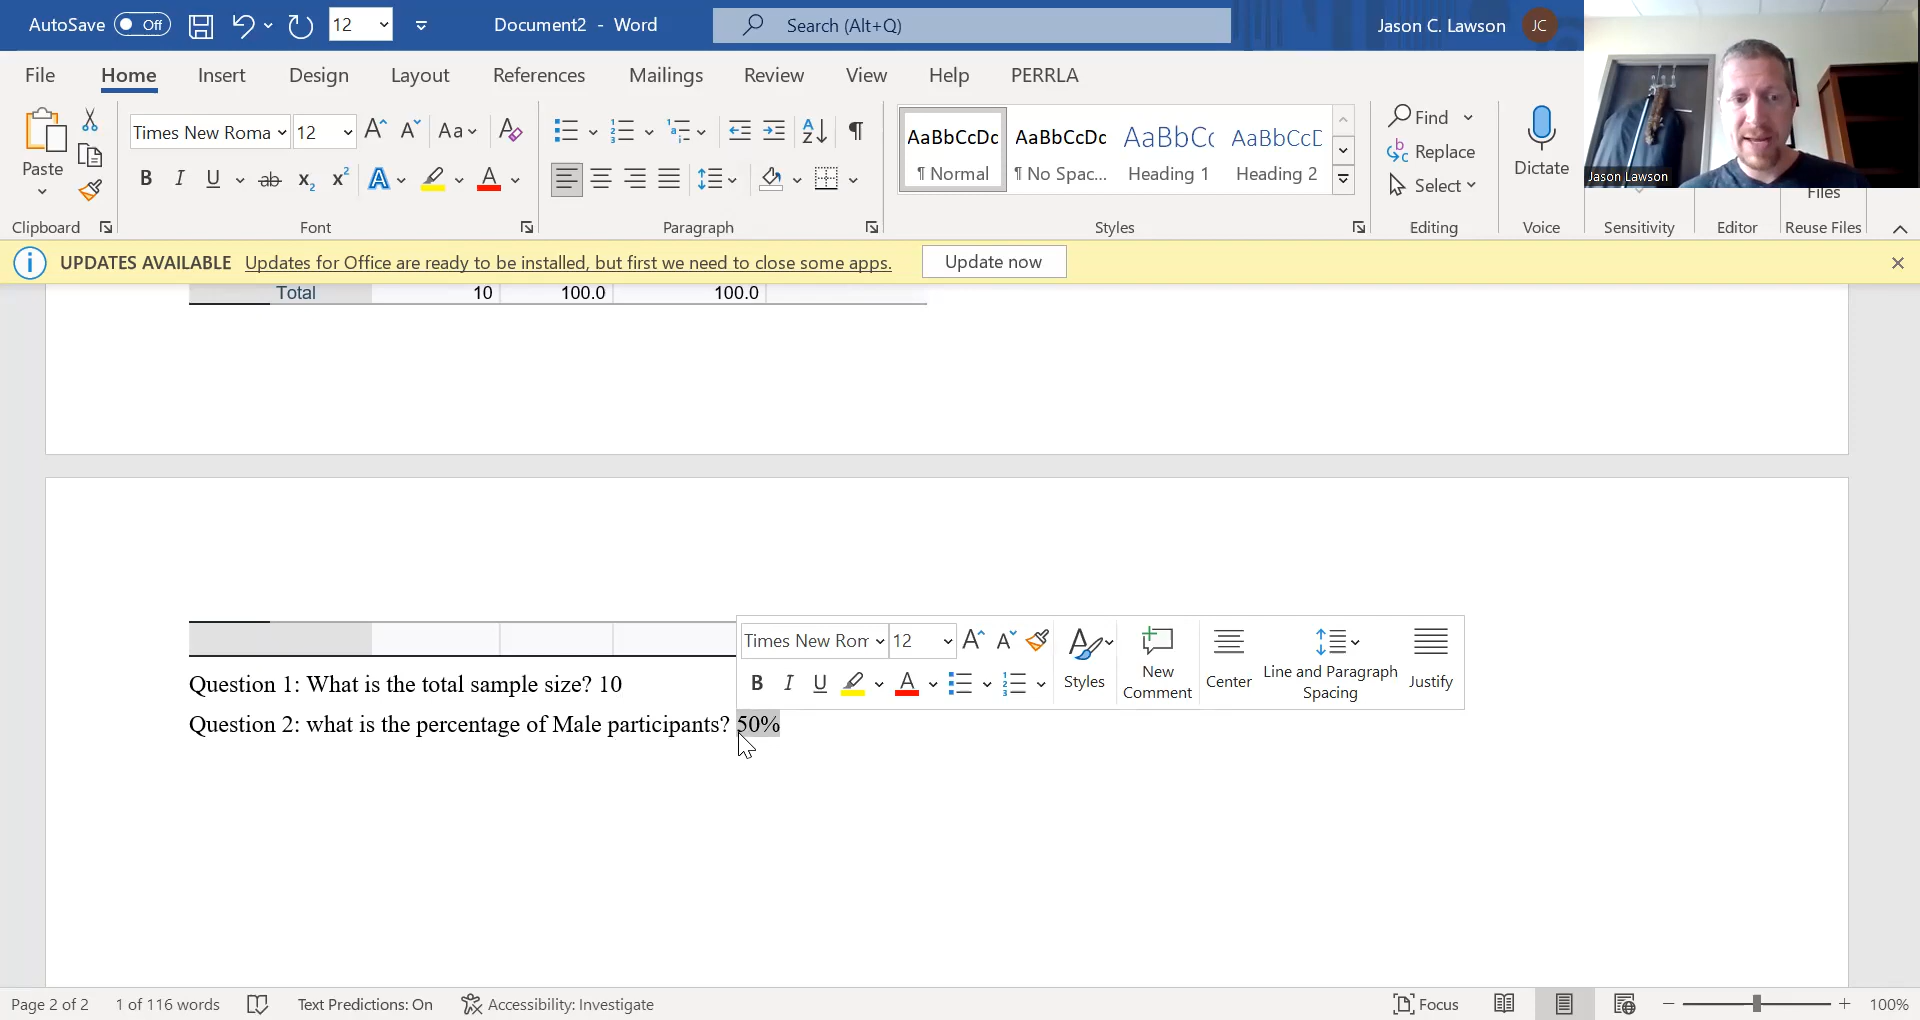 AutoSave Off 12 Document2 - Word Search (Alt+Q) Jason C. Lawson JC
File Home Insert Design Layout References Mailings Review View Help PERRLA
Times New Roma 12 Aa
Paste
AaBbCcDc AaBbCcDc AaBbCc AaBbCcE
¶ Normal ¶ No Spac... Heading 1 Heading 2
Find
Replace
Select
Dictate
Jason Lawson
Files
Clipboard Font Paragraph Styles Editing Voice Sensitivity Editor Reuse Files
UPDATES AVAILABLE Updates for Office are ready to be installed, but first we need to close some apps. Update now
Total 10 100.0 100.0
Times New Rom 12
Styles
New Comment
Center
Line and Paragraph Spacing
Justify
Question 1: What is the total sample size? 10
Question 2: what is the percentage of Male participants? 50%
Page 2 of 2 1 of 116 words Text Predictions: On Accessibility: Investigate Focus 100%